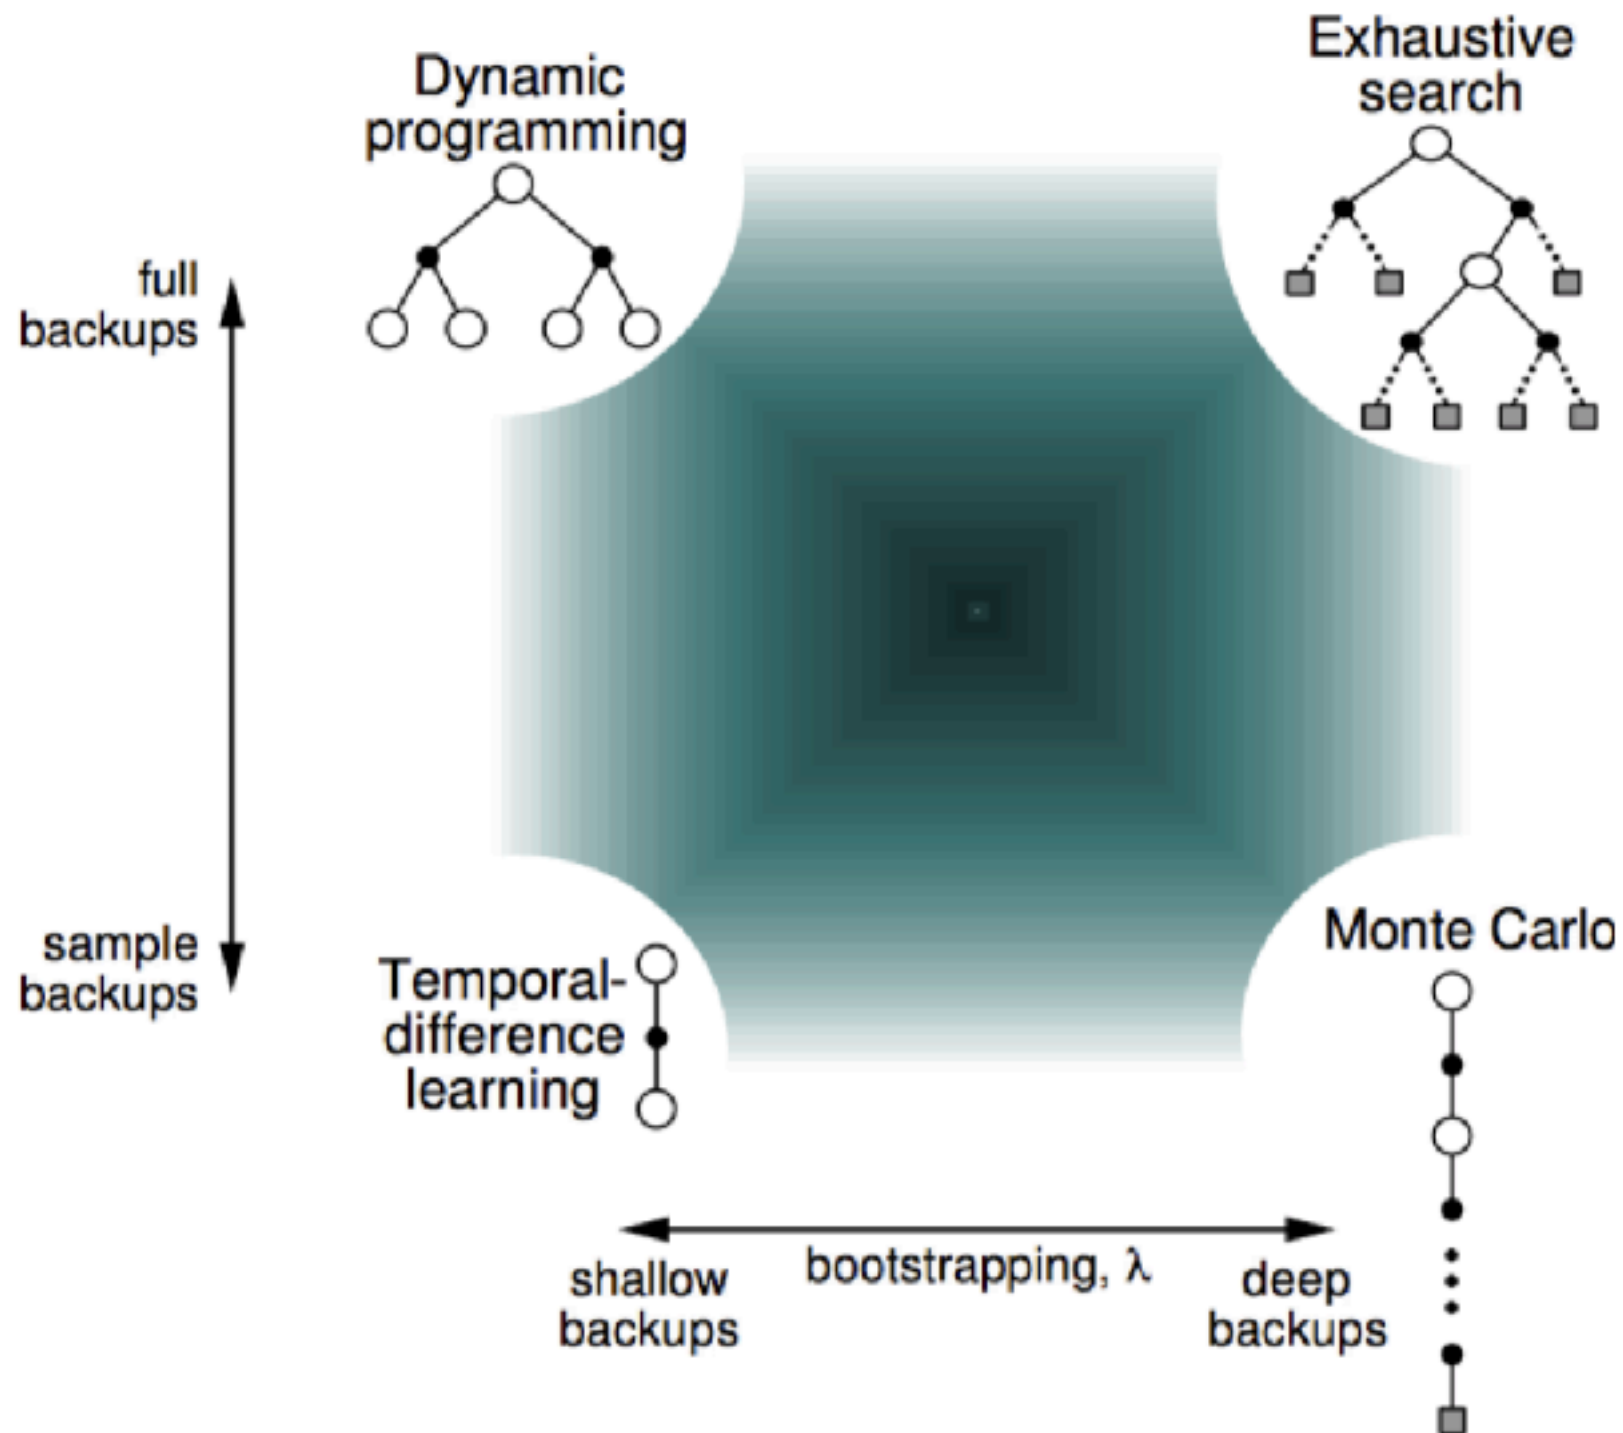 Dynamic
programming
Exhaustive
search
full
backups
sample
backups
Temporal-
difference
learning
Monte Carlo
shallow
backups
bootstrapping, λ
deep
backups